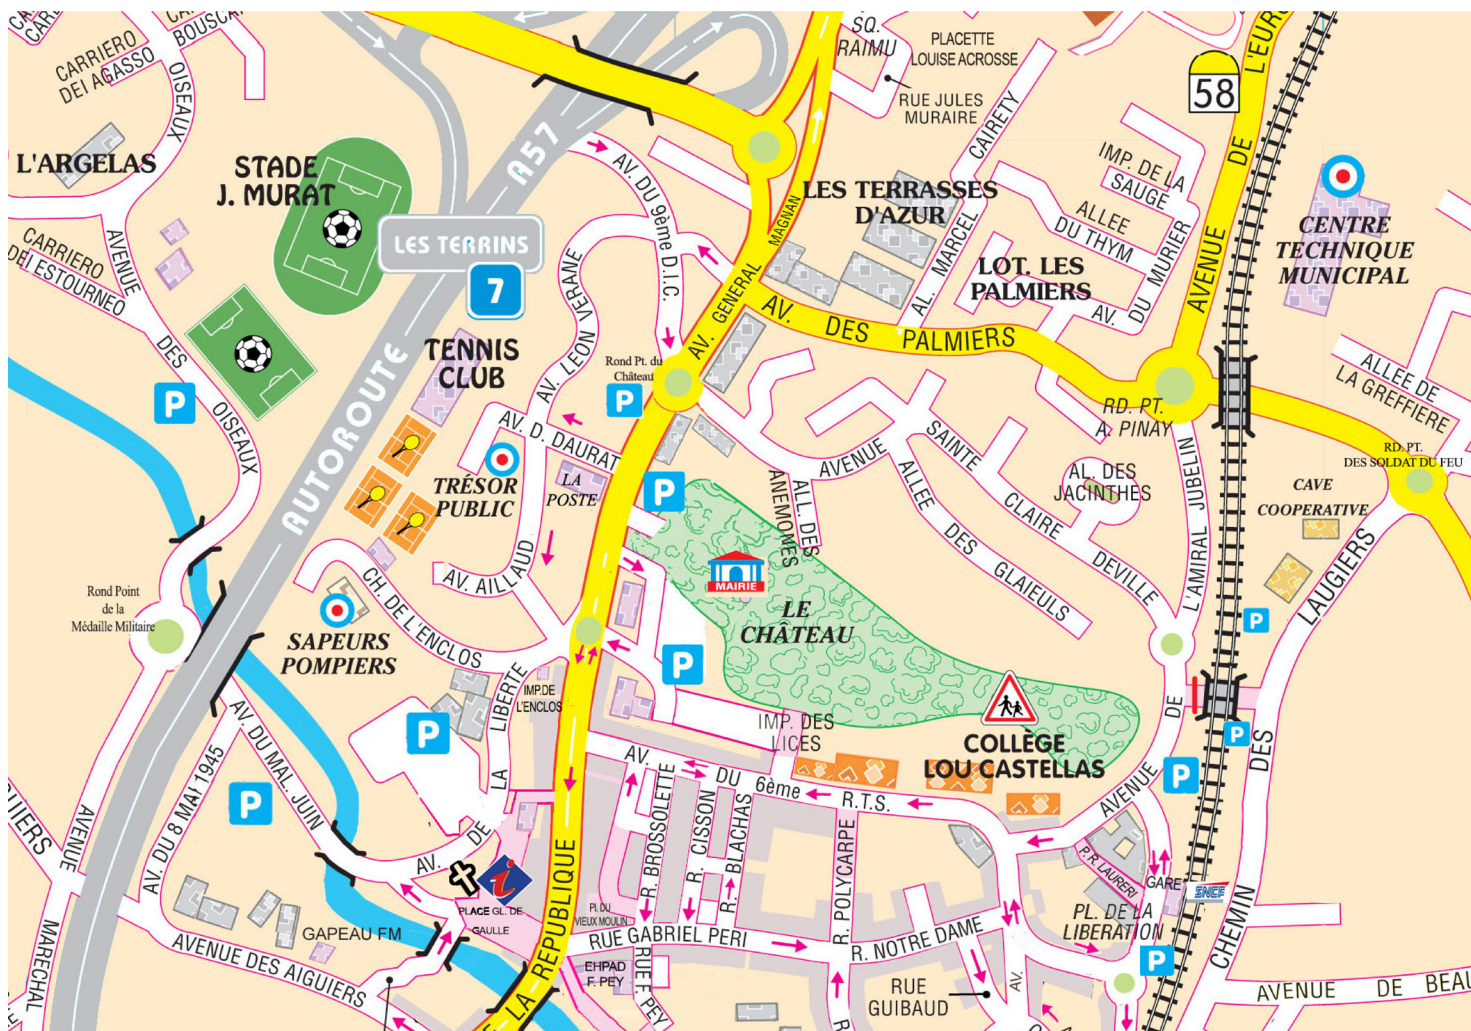 CARRIERO
DEI AGASSO
BOUSCA
OISEAUX
SQ.
RAIMU
PLACETTE
LOUISE ACROSSE
RUE JULES
MURAIRE
58
AVENUE DE L'EURO
L'ARGELAS
STADE
J. MURAT
A57
AV. DU 9ème D.I.C.
MAGNAN
LES TERRASSES
D'AZUR
AL. MARCEL CAIRETY
IMP. DE LA
SAUGE
ALLEE
DU THYM
AV. DU MURIER
LOT. LES
PALMIERS
CENTRE
TECHNIQUE
MUNICIPAL
CARRIERO
DEI ESTOURNEO
AVENUE DES OISEAUX
LES TERRINS
7
AV. GENERAL
AV. DES PALMIERS
TENNIS
CLUB
AV. LEON VERANE
Rond Pt. du
Château
P
P
ALLEE DE
LA GREFFIERE
RD. PT.
A. PINAY
RD. PT.
DES SOLDAT DU FEU
AUTOROUTE
AV. D. DAURAT
TRÉSOR
PUBLIC
LA
POSTE
P
ALL. DES
ANEMONES
AVENUE SAINTE CLAIRE DEVILLE
ALLEE DES GLAIEULS
AL. DES
JACINTHES
CAVE
COOPERATIVE
AVENUE DE L'AMIRAL JUBELIN
CHEMIN DES LAUGIERS
AV. AILLAUD
MAIRIE
LE
CHÂTEAU
Rond Point
de la
Médaille Militaire
SAPEURS
POMPIERS
CH. DE L'ENCLOS
IMP.DE
L'ENCLOS
P
P
P
AV. DE LA LIBERTE
IMP. DES
LICES
COLLÈGE
LOU CASTELLAS
P
P
AV. DU MAL. JUIN
AV. DU 8 MAI 1945
P
AV. DU 6ème R.T.S.
R. BROSSOLETTE
R. CISSON
R. BLACHAS
R. POLYCARPE
P
P.R. LAURERI
GARE
SNCF
AVENUE
MARECHAL
PLACE GL. DE
GAULLE
GAPEAU FM
AVENUE DES AIGUIERS
Pl. DU
VIEUX MOULIN
RUE GABRIEL PERI
R. NOTRE DAME
PL. DE LA
LIBERATION
P
DE LA REPUBLIQUE
EHPAD
F. PEY
RUE F. PEY
RUE
GUIBAUD
AV.
AVENUE DE BEAU